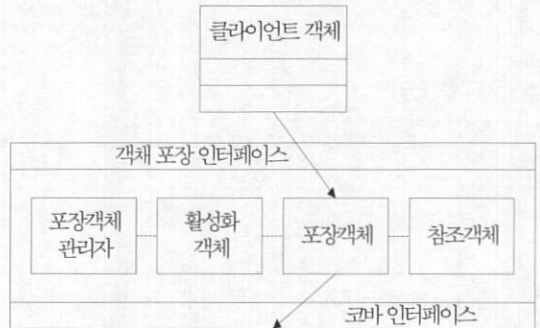 클라이언트 객체
객채 포장 인터페이스
포장객체
관리자
활성화
객체
포장객체
참조객체
코바 인터페이스